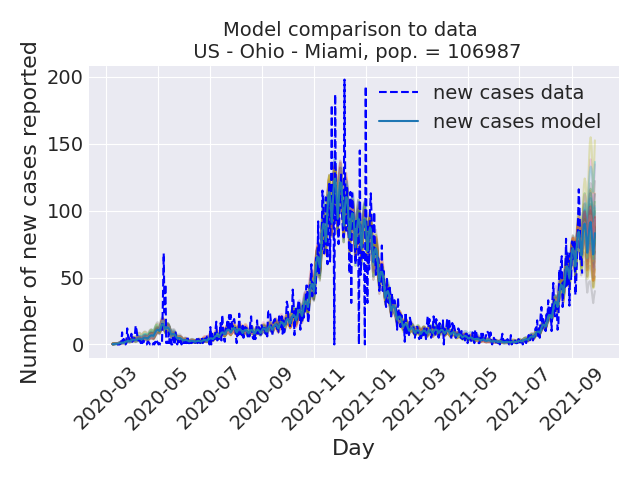 Model comparison to data
US - Ohio - Miami, pop. = 106987
Number of new cases reported
200
150
100
50
0
new cases data
new cases model
2020-03
2020-05
2020-07
2020-09
2020-11
2021-01
2021-03
2021-05
2021-07
2021-09
Day